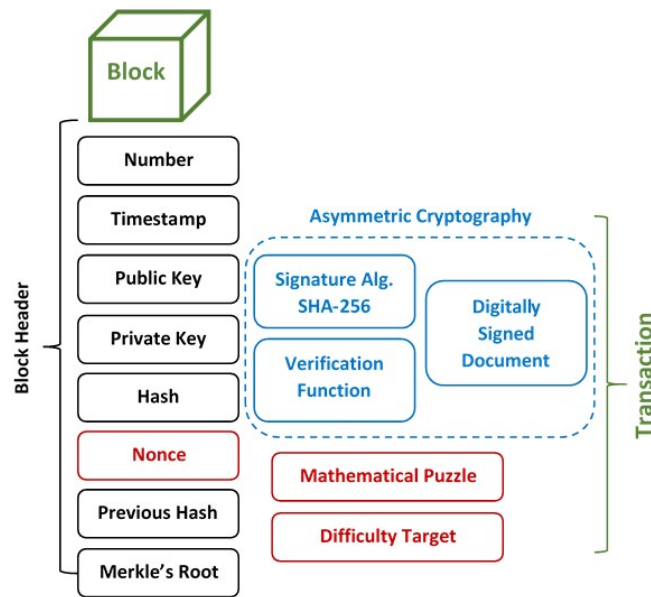 Block
Block Header
Number
Timestamp
Public Key
Private Key
Hash
Nonce
Previous Hash
Merkle's Root
Asymmetric Cryptography
Signature Alg.
SHA-256
Verification
Function
Digitally
Signed
Document
Mathematical Puzzle
Difficulty Target
Transaction